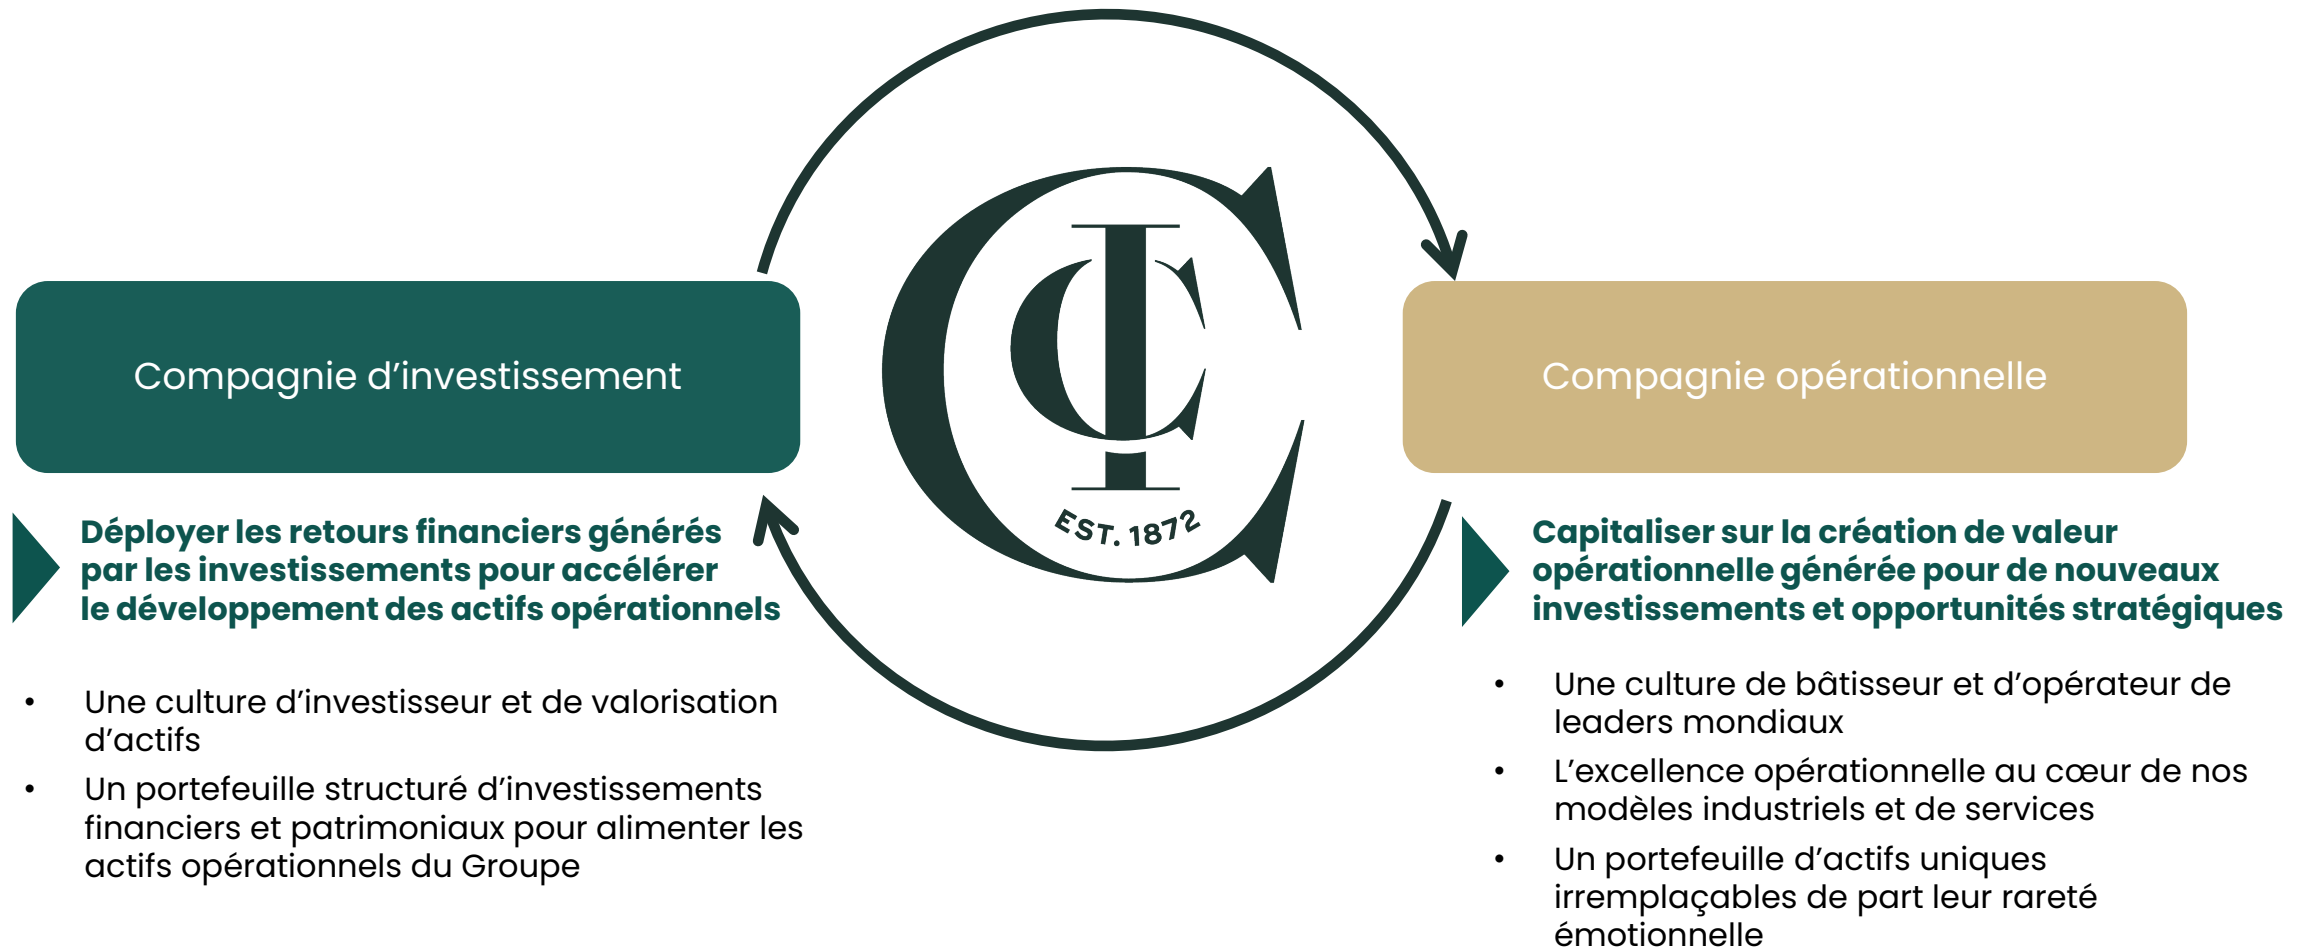 Compagnie d’investissement
Déployer les retours financiers générés
par les investissements pour accélérer
le développement des actifs opérationnels
• Une culture d’investisseur et de valorisation
d’actifs
• Un portefeuille structuré d’investissements
financiers et patrimoniaux pour alimenter les
actifs opérationnels du Groupe
CIC
EST. 1872
Compagnie opérationnelle
Capitaliser sur la création de valeur
opérationnelle générée pour de nouveaux
investissements et opportunités stratégiques
• Une culture de bâtisseur et d’opérateur de
leaders mondiaux
• L’excellence opérationnelle au cœur de nos
modèles industriels et de services
• Un portefeuille d’actifs uniques
irremplaçables de part leur rareté
émotionnelle